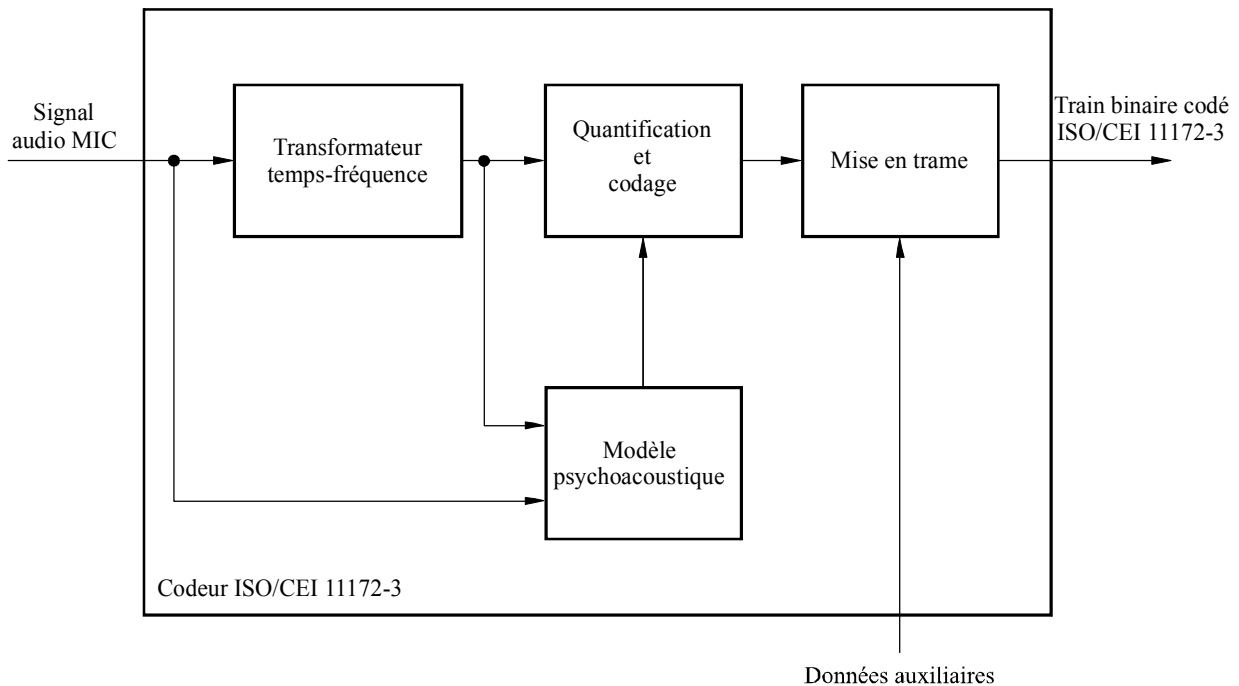 Signal
audio MIC
Transformateur
temps-fréquence
Quantification
et
codage
Mise en trame
Train binaire codé
ISO/CEI 11172-3
Modèle
psychoacoustique
Codeur ISO/CEI 11172-3
Données auxiliaires